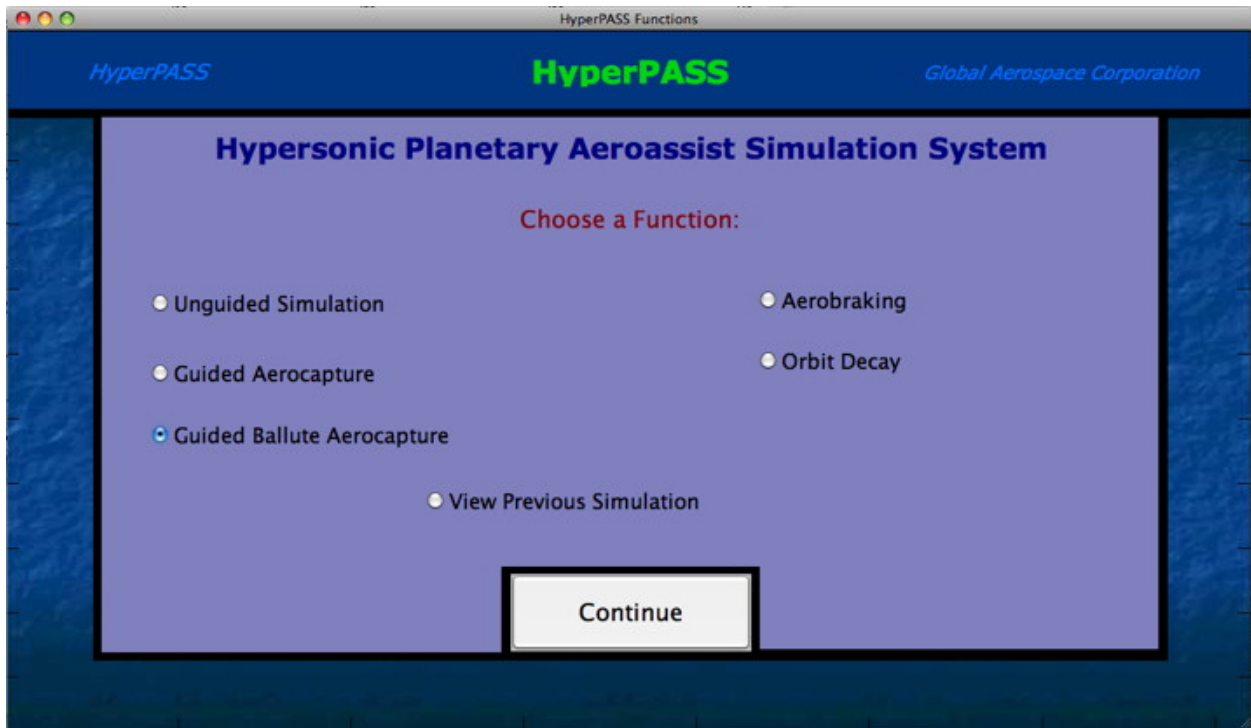 HyperPASS Functions
HyperPASS
HyperPASS
Global Aerospace Corporation
Hypersonic Planetary Aeroassist Simulation System
Choose a Function:
Unguided Simulation
Aerobraking
Guided Aerocapture
Orbit Decay
Guided Ballute Aerocapture
View Previous Simulation
Continue